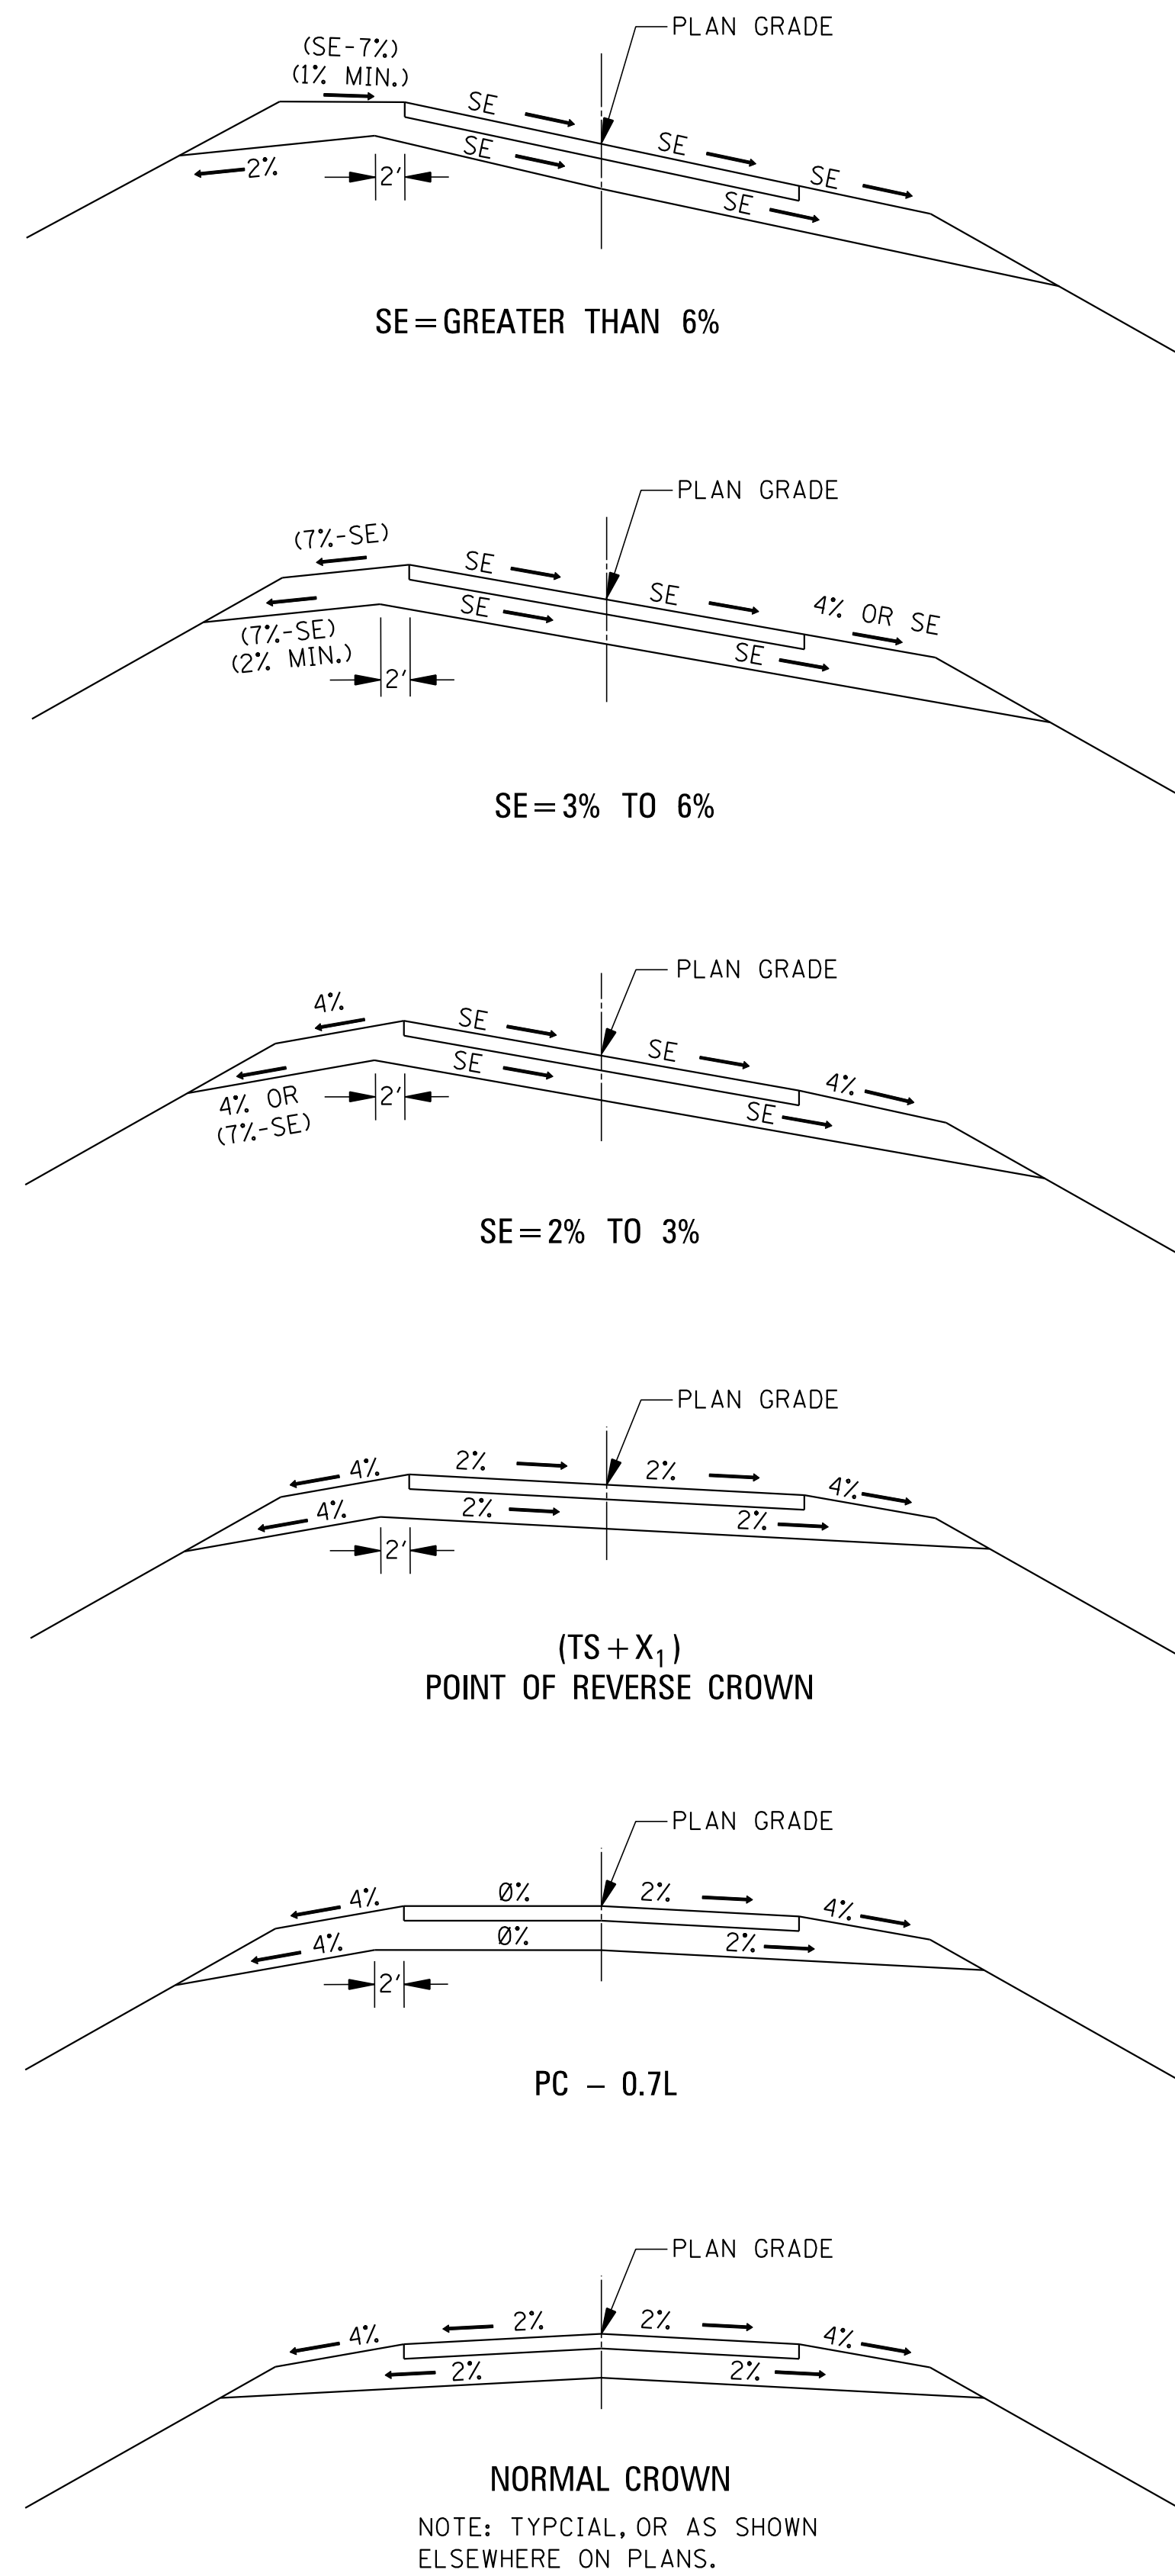 PLAN GRADE
(SE-7%)
(1% MIN.)
SE
SE
SE
SE
SE
2%
2'
SE=GREATER THAN 6%
PLAN GRADE
(7%-SE)
SE
SE
4% OR SE
SE
(7%-SE)
(2% MIN.)
SE
2'
SE=3% TO 6%
PLAN GRADE
4%
SE
SE
SE
4%
4% OR
(7%-SE)
2'
SE
SE=2% TO 3%
PLAN GRADE
4%
2%
2%
4%
4%
2%
2%
2'
(TS+X₁)
POINT OF REVERSE CROWN
PLAN GRADE
4%
0%
2%
4%
4%
0%
2%
2'
PC – 0.7L
PLAN GRADE
4%
2%
2%
4%
2%
2%
NORMAL CROWN
NOTE: TYPCIAL, OR AS SHOWN
ELSEWHERE ON PLANS.